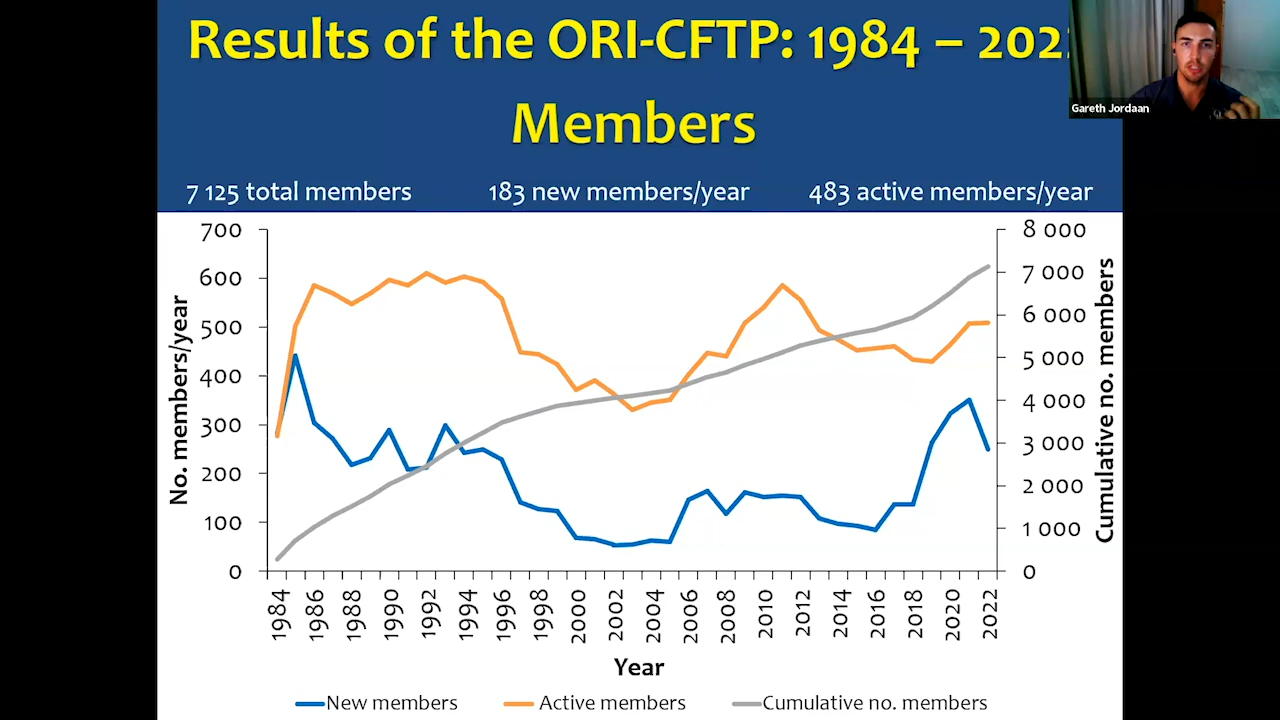 Results of the ORI-CFTP: 1984 – 202
Members
Gareth Jordaan
7 125 total members 183 new members/year 483 active members/year
No. members/year
700
600
500
400
300
200
100
0
8 000
7 000
6 000
5 000
4 000
3 000
2 000
1 000
0
Cumulative no. members
1984 1986 1988 1990 1992 1994 1996 1998 2000 2002 2004 2006 2008 2010 2012 2014 2016 2018 2020 2022
Year
New members Active members Cumulative no. members